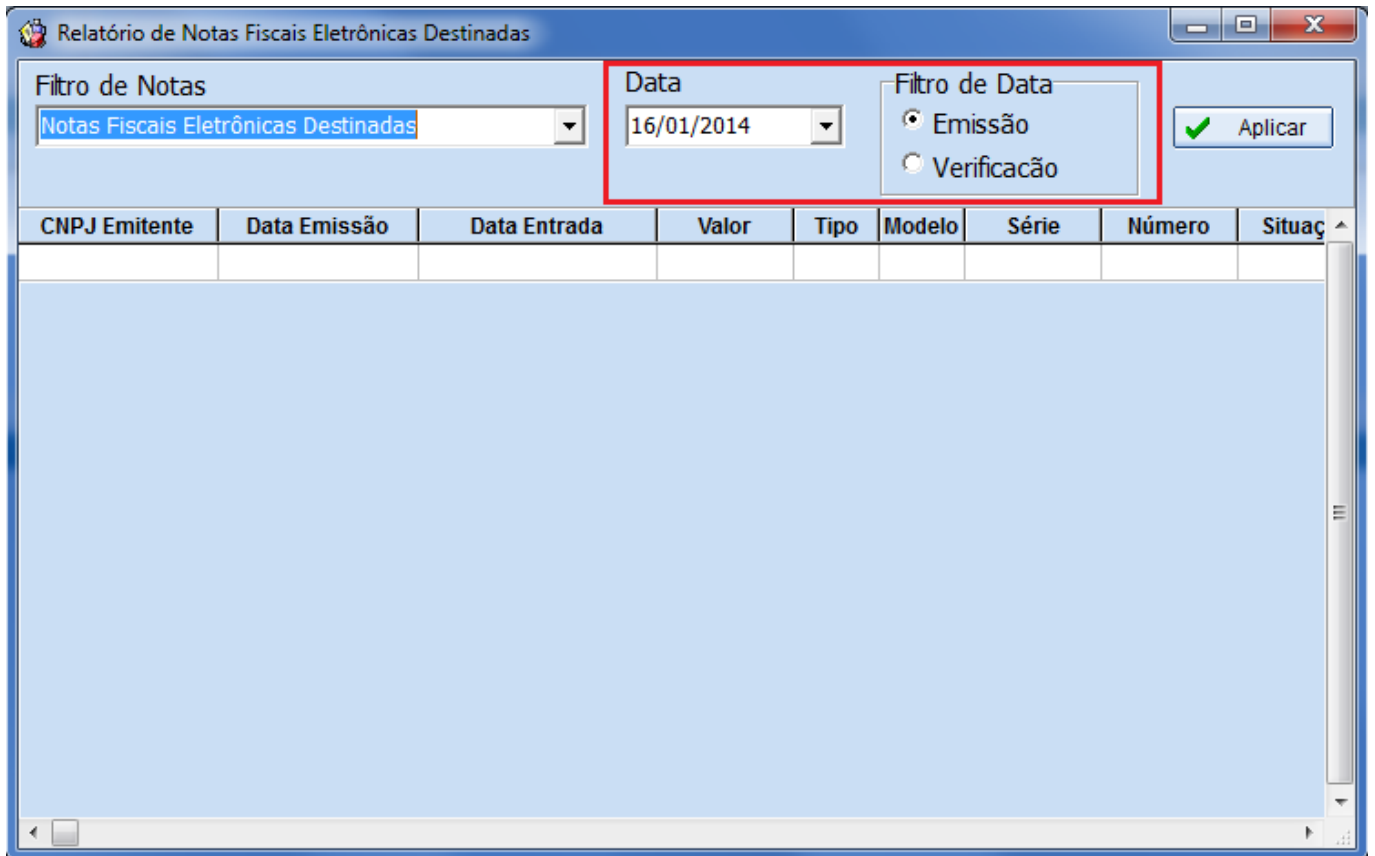 Relatório de Notas Fiscais Eletrônicas Destinadas
Filtro de Notas
Notas Fiscais Eletrônicas Destinadas
Data
16/01/2014
Filtro de Data
Emissão
Verificacão
Aplicar
CNPJ Emitente Data Emissão Data Entrada Valor Tipo Modelo Série Número Situaç